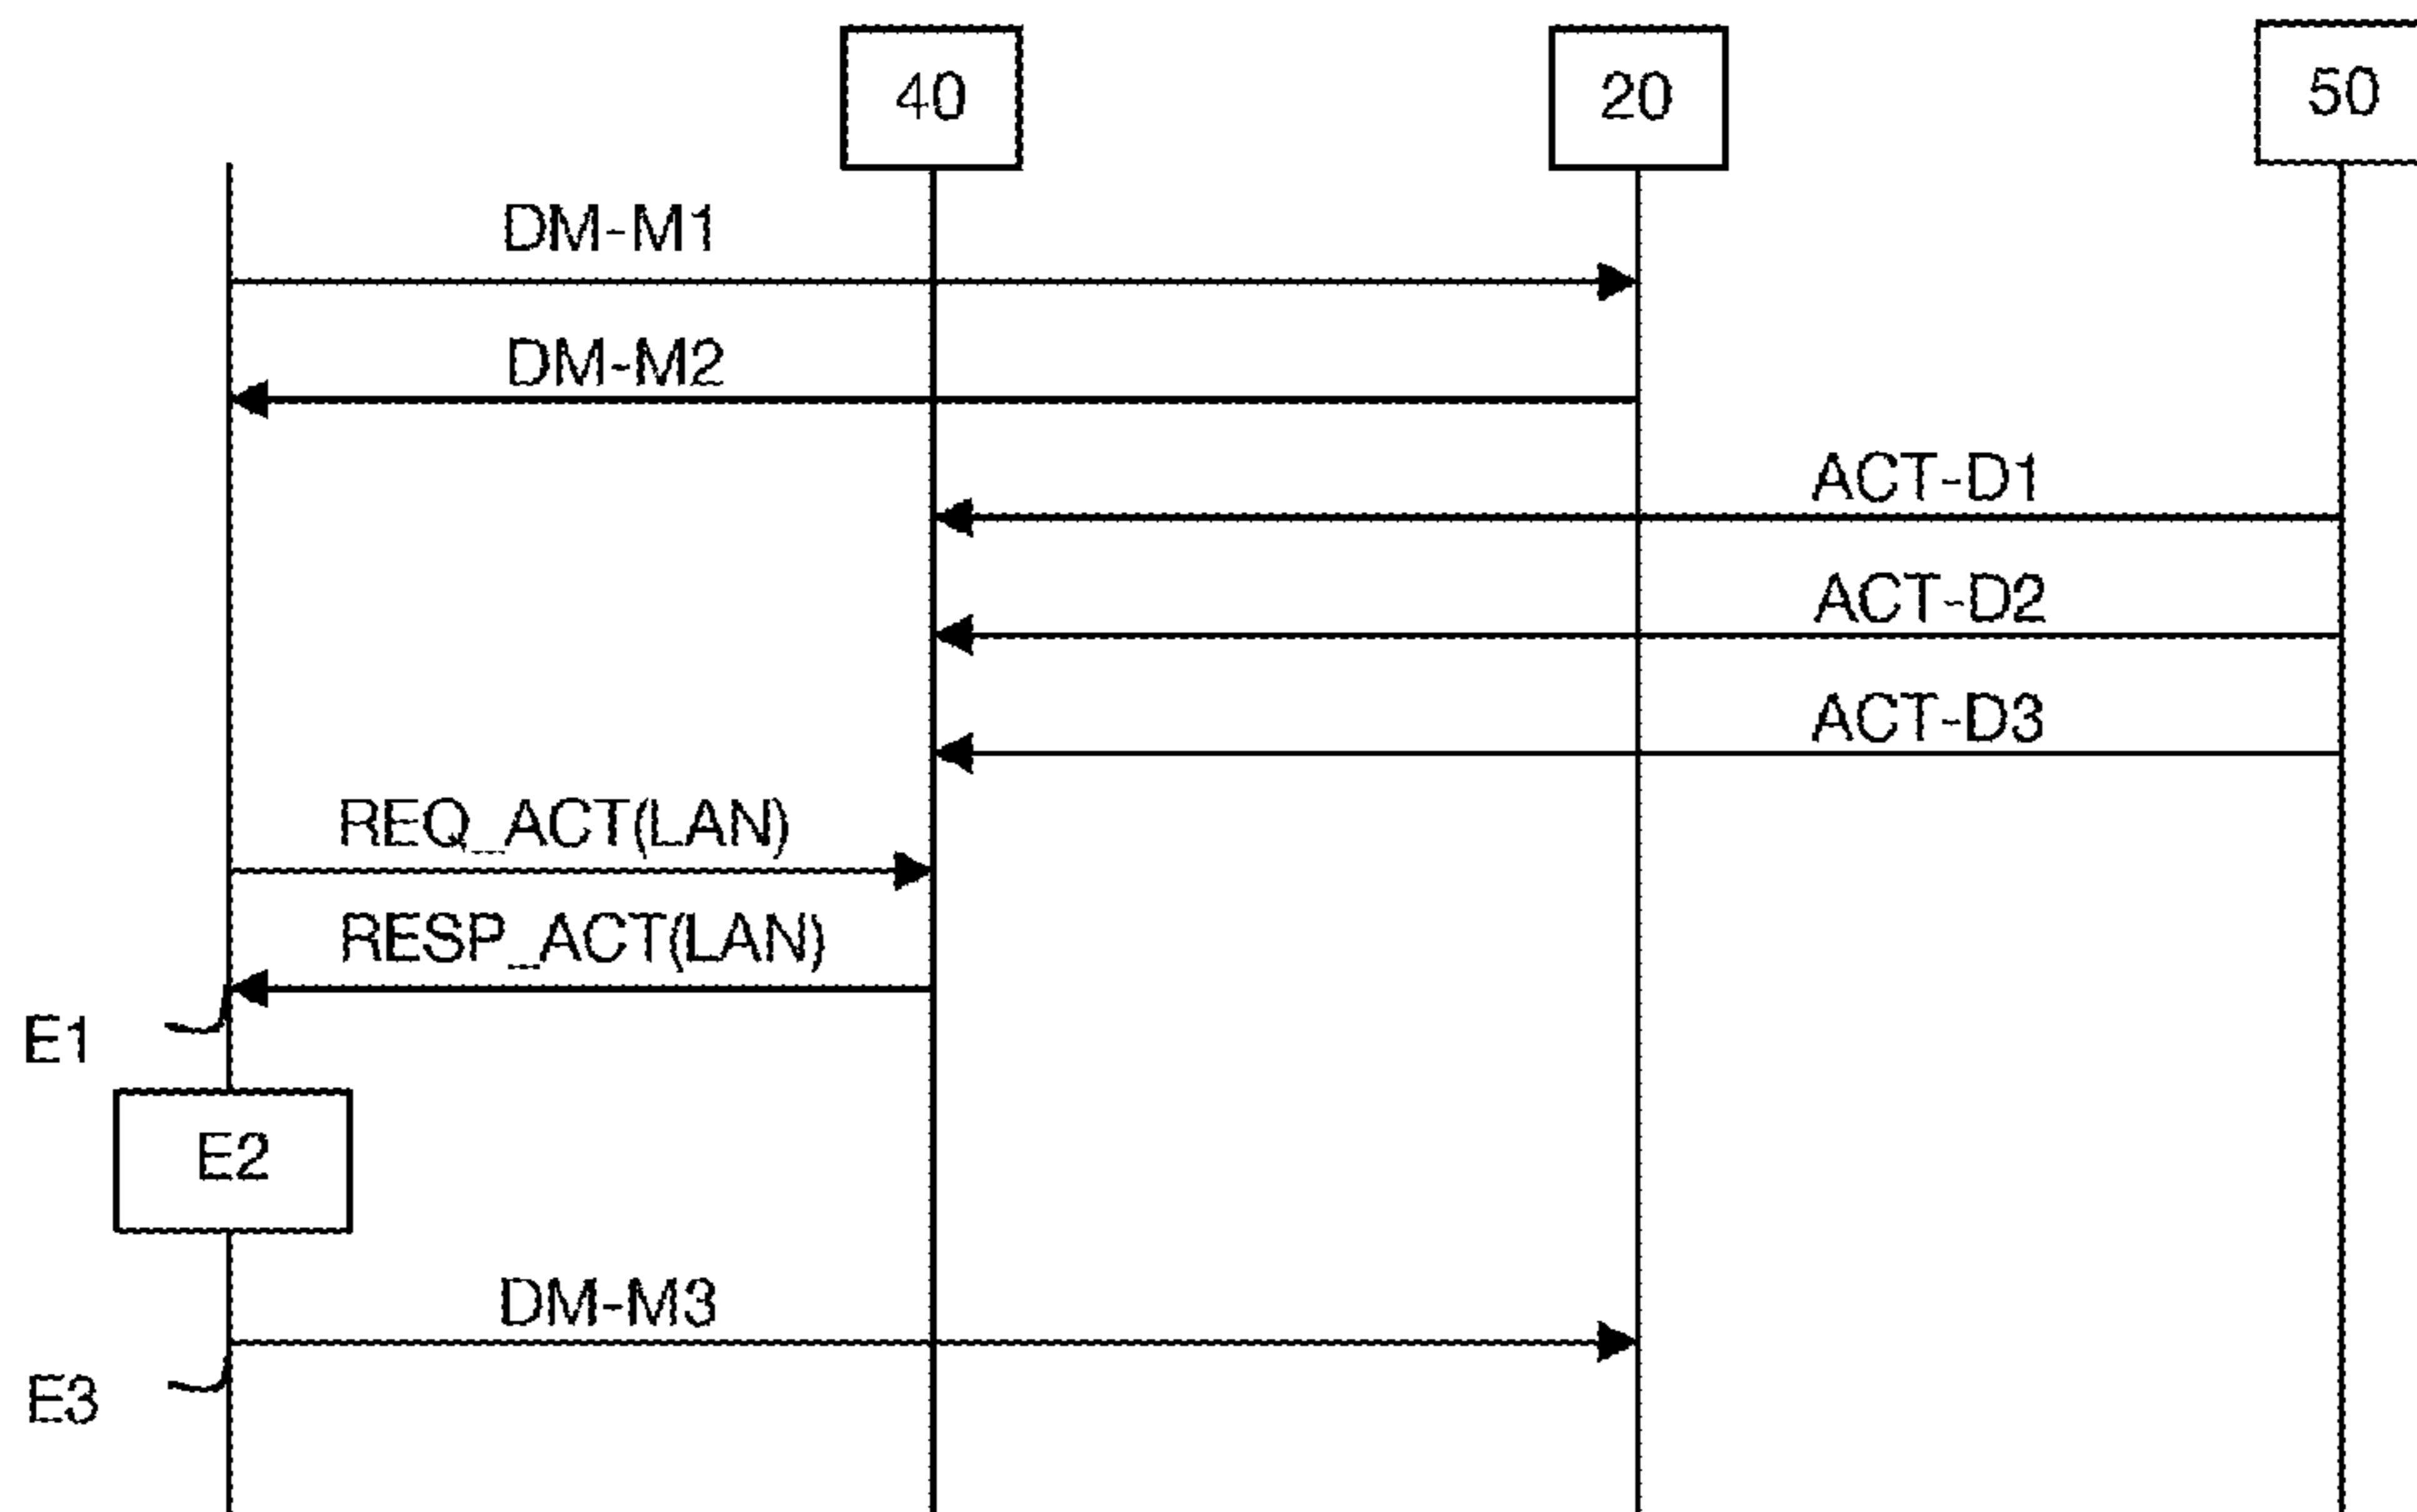 40
20
50
DM-M1
DM-M2
ACT-D1
ACT-D2
ACT-D3
REQ_ACT(LAN)
RESP_ACT(LAN)
E1
E2
DM-M3
E3